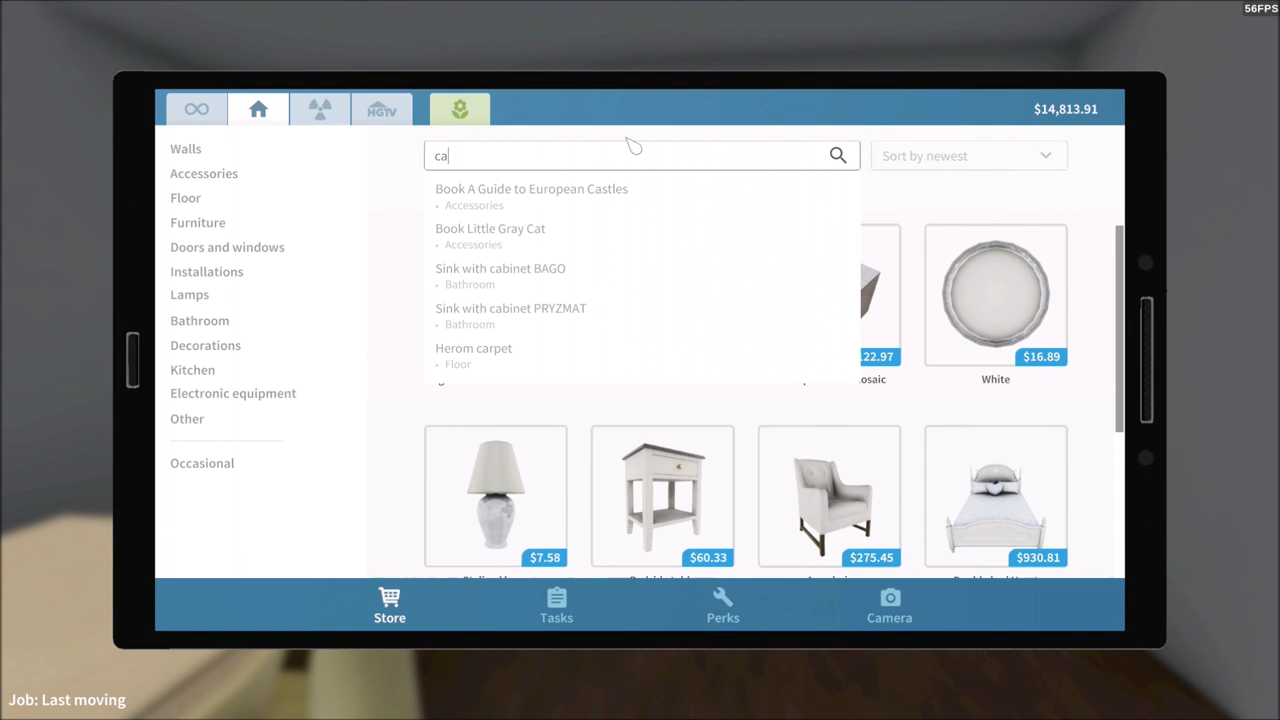 56FPS
HGTV
$14,813.91
Walls
Accessories
Floor
Furniture
Doors and windows
Installations
Lamps
Bathroom
Decorations
Kitchen
Electronic equipment
Other
Occasional
ca
Sort by newest
Book A Guide to European Castles
• Accessories
Book Little Gray Cat
• Accessories
Sink with cabinet BAGO
• Bathroom
Sink with cabinet PRYZMAT
• Bathroom
Herom carpet
• Floor
22.97
$16.89
White
$7.58
$60.33
$275.45
$930.81
Store
Tasks
Perks
Camera
Job: Last moving